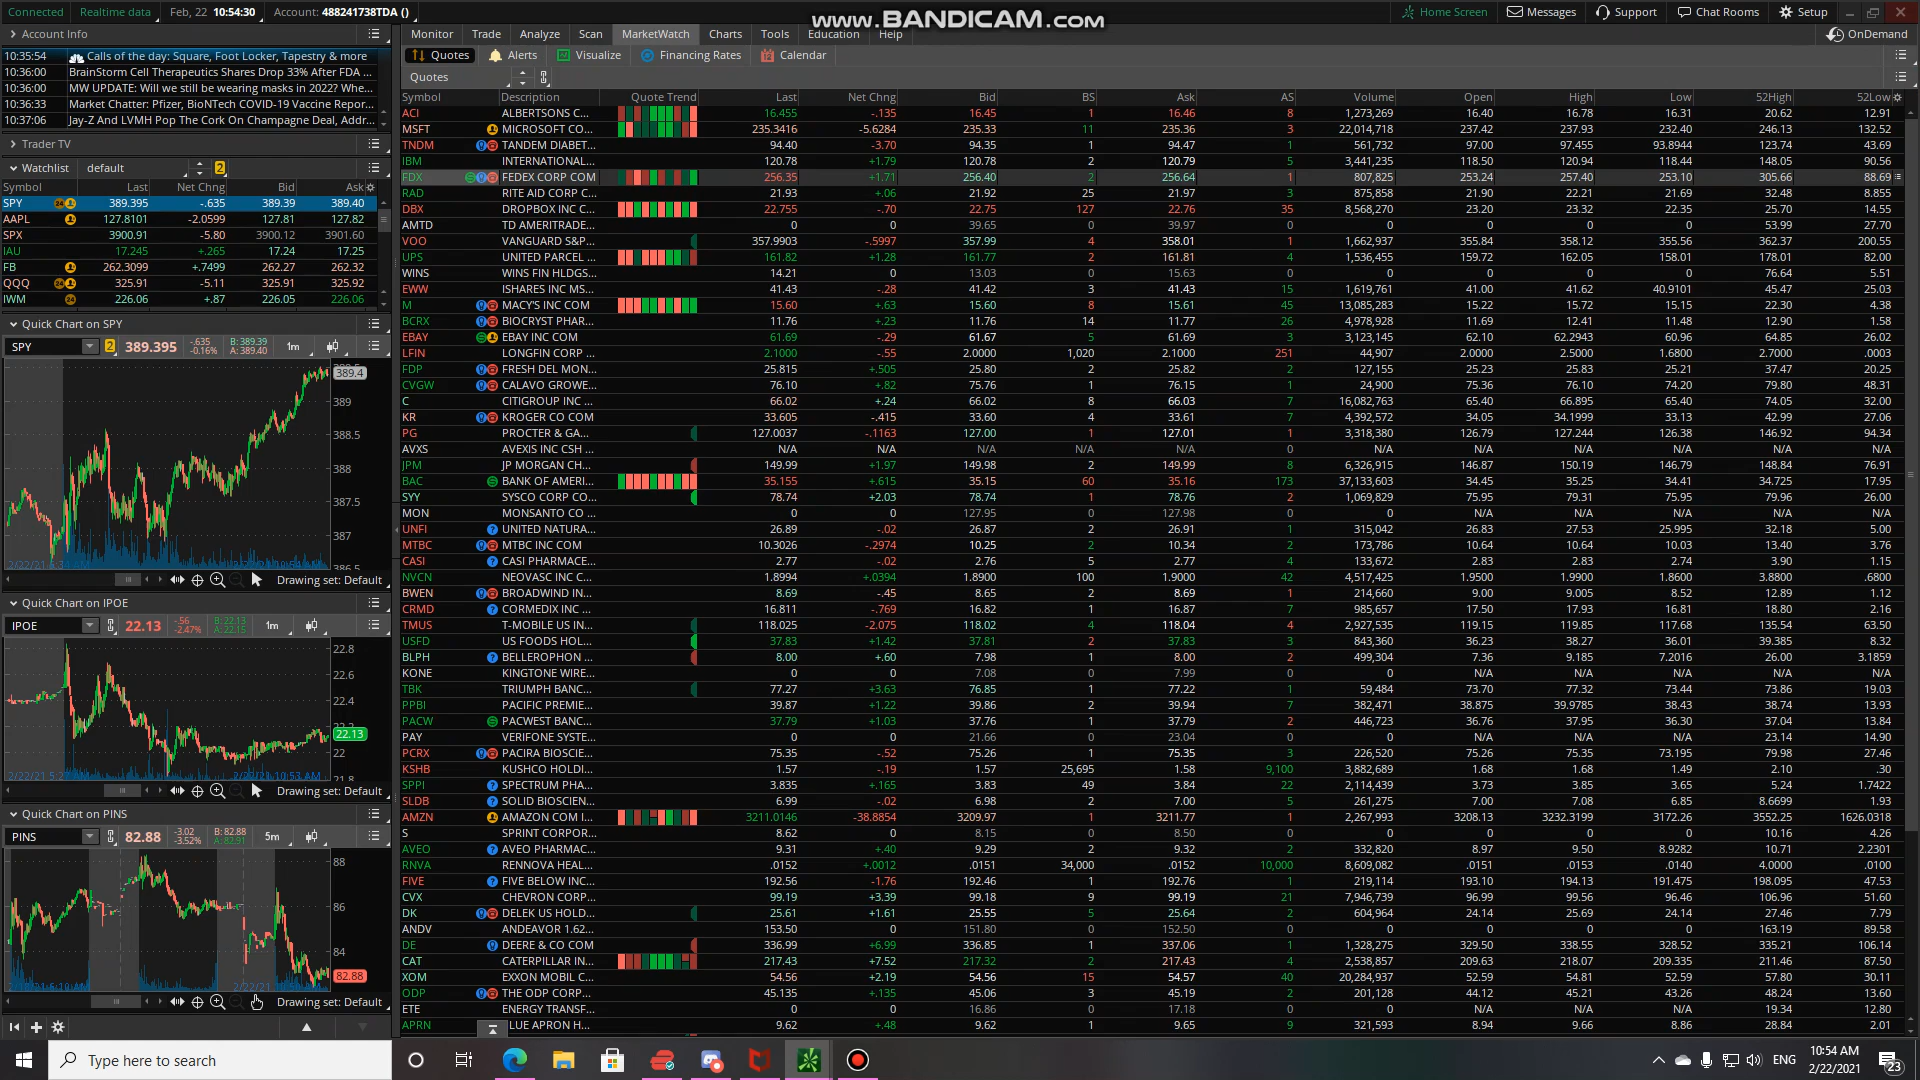 Connected Realtime data Feb, 22 10:54:30 Account: 488241738TDA ()
www.BANDICAM.com
Home Screen Messages Support Chat Rooms Setup
Account Info
Monitor Trade Analyze Scan MarketWatch Charts Tools Education Help OnDemand
Quotes Alerts Visualize Financing Rates Calendar
Quotes
10:35:54 Calls of the day: Square, Foot Locker, Tapestry & more
10:36:00 BrainStorm Cell Therapeutics Shares Drop 33% After FDA ...
10:36:00 MW UPDATE: Will we still be wearing masks in 2022? Whe...
10:36:33 Market Chatter: Pfizer, BioNTech COVID-19 Vaccine Repor...
10:37:06 Jay-Z And LVMH Pop The Cork On Champagne Deal, Addr...
Trader TV
Watchlist default 2
Symbol Last Net Chng Bid Ask
SPY 389.395 -.635 389.39 389.40
AAPL 127.8101 -2.0599 127.81 127.82
SPX 3900.91 -5.80 3900.12 3901.60
IAU 17.245 +.265 17.24 17.25
FB 262.3099 +.7499 262.27 262.32
QQQ 325.91 -5.11 325.91 325.92
IWM 226.06 +.87 226.05 226.06
Quick Chart on SPY
SPY 2 389.395 -.635 -0.16% B: 389.39 A: 389.40 1m
389.4
389
388.5
388
387.5
387
386.5
Drawing set: Default
Quick Chart on IPOE
IPOE 22.13 -.56 -2.47% B: 22.13 A: 22.15 1m
22.8
22.6
22.4
22.2
22.13
22
21.8
Drawing set: Default
Quick Chart on PINS
PINS 82.88 -3.02 -3.52% B: 82.88 A: 82.91 5m
88
86
84
82.88
Drawing set: Default
Symbol Description Quote Trend Last Net Chng Bid BS Ask AS Volume Open High Low 52High 52Low
ACI ALBERTSONS C... 16.455 -.135 16.45 1 16.46 8 1,273,269 16.40 16.78 16.31 20.62 12.91
MSFT MICROSOFT CO... 235.3416 -5.6284 235.33 11 235.36 3 22,014,718 237.42 237.93 232.40 246.13 132.52
TNDM TANDEM DIABET... 94.40 -3.70 94.35 1 94.47 1 561,732 97.00 97.455 93.8944 123.74 43.69
IBM INTERNATIONAL... 120.78 +1.79 120.78 2 120.79 5 3,441,235 118.50 120.94 118.44 148.05 90.56
FDX FEDEX CORP COM 256.35 +1.71 256.40 2 256.64 1 807,825 253.24 257.40 253.10 305.66 88.69
RAD RITE AID CORP C... 21.93 +.06 21.92 25 21.97 3 875,858 21.90 22.21 21.69 32.48 8.855
DBX DROPBOX INC C... 22.755 -.70 22.75 127 22.76 35 8,568,270 23.20 23.32 22.35 25.70 14.55
AMTD TD AMERITRADE... 0 0 39.65 0 39.97 0 0 N/A N/A N/A 53.99 27.70
VOO VANGUARD S&P... 357.9903 -.5997 357.99 4 358.01 1 1,662,937 355.84 358.12 355.56 362.37 200.55
UPS UNITED PARCEL ... 161.82 +1.28 161.77 2 161.81 4 1,536,455 159.72 162.05 158.01 178.01 82.00
WINS WINS FIN HLDGS... 14.21 0 13.03 0 15.63 0 0 N/A N/A N/A 76.64 5.51
EWW ISHARES INC MS... 41.43 -.28 41.42 3 41.43 15 1,619,761 41.00 41.62 40.9101 45.47 25.03
M MACY'S INC COM 15.60 +.63 15.60 8 15.61 45 13,085,283 15.22 15.72 15.15 22.30 4.38
BCRX BIOCRYST PHAR... 11.76 +.23 11.76 14 11.77 26 4,978,928 11.69 12.41 11.48 12.90 1.58
EBAY EBAY INC COM 61.69 -.29 61.67 5 61.69 3 3,123,145 62.10 62.2943 60.96 64.85 26.02
LFIN LONGFIN CORP ... 2.1000 -.55 2.0000 1,020 2.1000 251 44,907 2.0000 2.5000 1.6800 2.7000 .0003
FDP FRESH DEL MON... 25.815 +.505 25.80 2 25.82 2 127,155 25.23 25.83 25.21 37.47 20.25
CVGW CALAVO GROWE... 76.10 +.82 75.76 1 76.15 1 24,900 75.36 76.10 74.20 79.80 48.31
C CITIGROUP INC ... 66.02 +.24 66.02 8 66.03 7 16,082,763 65.40 66.895 65.40 74.05 32.00
KR KROGER CO COM 33.605 -.415 33.60 4 33.61 7 4,392,572 34.05 34.1999 33.13 42.99 27.06
PG PROCTER & GA... 127.0037 -.1163 127.00 1 127.01 1 3,318,380 126.79 127.244 126.38 146.92 94.34
AVXS AVEXIS INC CSH ... N/A N/A N/A N/A N/A 0 N/A N/A N/A N/A N/A N/A
JPM JP MORGAN CH... 149.99 +1.97 149.98 2 149.99 8 6,326,915 146.87 150.19 146.79 148.84 76.91
BAC BANK OF AMERI... 35.155 +.615 35.15 60 35.16 173 37,133,603 34.45 35.25 34.41 34.725 17.95
SYY SYSCO CORP CO... 78.74 +2.03 78.74 1 78.76 2 1,069,829 75.95 79.31 75.95 79.96 26.00
MON MONSANTO CO ... 0 0 127.95 0 127.98 0 0 N/A N/A N/A N/A N/A
UNFI UNITED NATURA... 26.89 -.02 26.87 2 26.91 1 315,042 26.83 27.53 25.995 32.18 5.00
MTBC MTBC INC COM 10.3026 -.2974 10.25 2 10.34 2 173,786 10.64 10.64 10.03 13.40 3.76
CASI CASI PHARMACE... 2.77 -.02 2.76 5 2.77 4 133,672 2.83 2.83 2.74 3.90 1.15
NVCN NEOVASC INC C... 1.8994 +.0394 1.8900 100 1.9000 42 4,517,425 1.9500 1.9900 1.8600 3.8800 .6800
BWEN BROADWIND IN... 8.69 -.45 8.65 2 8.69 1 214,660 9.00 9.005 8.52 12.89 1.12
CRMD CORMEDIX INC ... 16.811 -.769 16.82 1 16.87 7 985,657 17.50 17.93 16.81 18.80 2.16
TMUS T-MOBILE US IN... 118.025 -2.075 118.02 4 118.04 4 2,927,535 119.15 119.85 117.68 135.54 63.50
USFD US FOODS HOL... 37.83 +1.42 37.81 2 37.83 3 843,360 36.23 38.27 36.01 39.385 8.32
BLPH BELLEROPHON ... 8.00 +.60 7.98 1 8.00 2 499,304 7.36 9.185 7.2016 26.00 3.1859
KONE KINGTONE WIRE... 0 0 7.08 0 7.99 0 0 N/A N/A N/A N/A N/A
TBK TRIUMPH BANC... 77.27 +3.63 76.85 1 77.22 1 59,484 73.70 77.32 73.44 73.86 19.03
PPBI PACIFIC PREMIE... 39.87 +1.22 39.86 2 39.94 7 382,471 38.875 39.9785 38.43 38.74 13.93
PACW PACWEST BANC... 37.79 +1.03 37.76 1 37.79 2 446,723 36.76 37.95 36.30 37.04 13.84
PAY VERIFONE SYSTE... 0 0 21.66 0 23.04 0 0 N/A N/A N/A 23.14 14.90
PCRX PACIRA BIOSCIE... 75.35 -.52 75.26 1 75.35 3 226,520 75.26 75.35 73.195 79.98 27.46
KSHB KUSHCO HOLDI... 1.57 -.19 1.57 25,695 1.58 9,100 3,882,689 1.68 1.68 1.49 2.10 .30
SPPI SPECTRUM PHA... 3.835 +.165 3.83 49 3.84 22 2,114,439 3.73 3.85 3.65 5.24 1.7422
SLDB SOLID BIOSCIEN... 6.99 -.02 6.98 2 7.00 5 261,275 7.00 7.08 6.85 8.6699 1.93
AMZN AMAZON COM I... 3211.0146 -38.8854 3209.97 1 3211.77 1 2,267,993 3208.13 3232.3199 3172.26 3552.25 1626.0318
S SPRINT CORPOR... 8.62 0 8.15 0 8.50 0 0 N/A N/A N/A 10.16 4.26
AVEO AVEO PHARMAC... 9.31 +.40 9.29 2 9.32 2 332,820 8.97 9.50 8.9282 10.71 2.2301
RNVA RENNOVA HEAL... .0152 +.0012 .0151 34,000 .0152 10,000 8,609,082 .0151 .0153 .0140 4.0000 .0100
FIVE FIVE BELOW INC... 192.56 -1.76 192.46 1 192.76 1 219,114 193.10 194.13 191.475 198.095 47.53
CVX CHEVRON CORP... 99.19 +3.39 99.18 9 99.19 21 7,946,739 96.99 99.56 96.46 106.96 51.60
DK DELEK US HOLD... 25.61 +1.61 25.55 5 25.64 2 604,964 24.14 25.69 24.14 27.46 7.79
ANDV ANDEAVOR 1.62... 153.50 0 151.80 0 152.50 0 0 N/A N/A N/A 163.19 89.58
DE DEERE & CO COM 336.99 +6.99 336.85 1 337.06 1 1,328,275 329.50 338.55 328.52 335.21 106.14
CAT CATERPILLAR IN... 217.43 +7.52 217.32 2 217.43 4 2,538,857 209.63 218.07 209.335 211.46 87.50
XOM EXXON MOBIL C... 54.56 +2.19 54.56 15 54.57 40 20,284,937 52.59 54.81 52.59 57.80 30.11
ODP THE ODP CORP... 45.135 +.135 45.06 3 45.19 2 201,128 44.12 45.21 43.26 48.24 13.60
ETE ENERGY TRANSF... 0 0 16.86 0 17.18 0 0 N/A N/A N/A 19.34 12.80
APRN LUE APRON H... 9.62 +.48 9.62 1 9.65 9 321,593 8.94 9.66 8.86 28.84 2.01
Type here to search
ENG 10:54 AM
2/22/2021 23